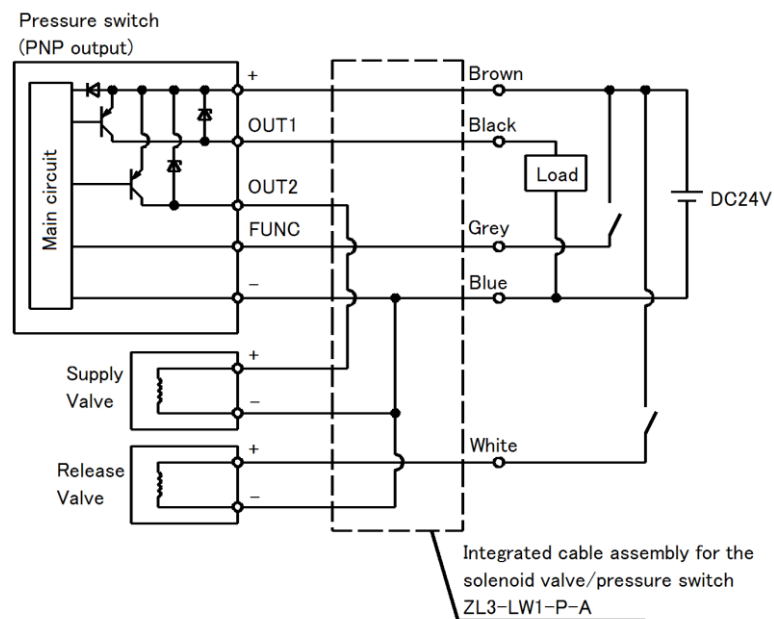 Pressure switch
(PNP output)
Main circuit
+
OUT1
OUT2
FUNC
−
Brown
Black
Load
Grey
Blue
DC24V
Supply
Valve
+
−
Release
Valve
+
−
White
Integrated cable assembly for the
solenoid valve/pressure switch
ZL3-LW1-P-A